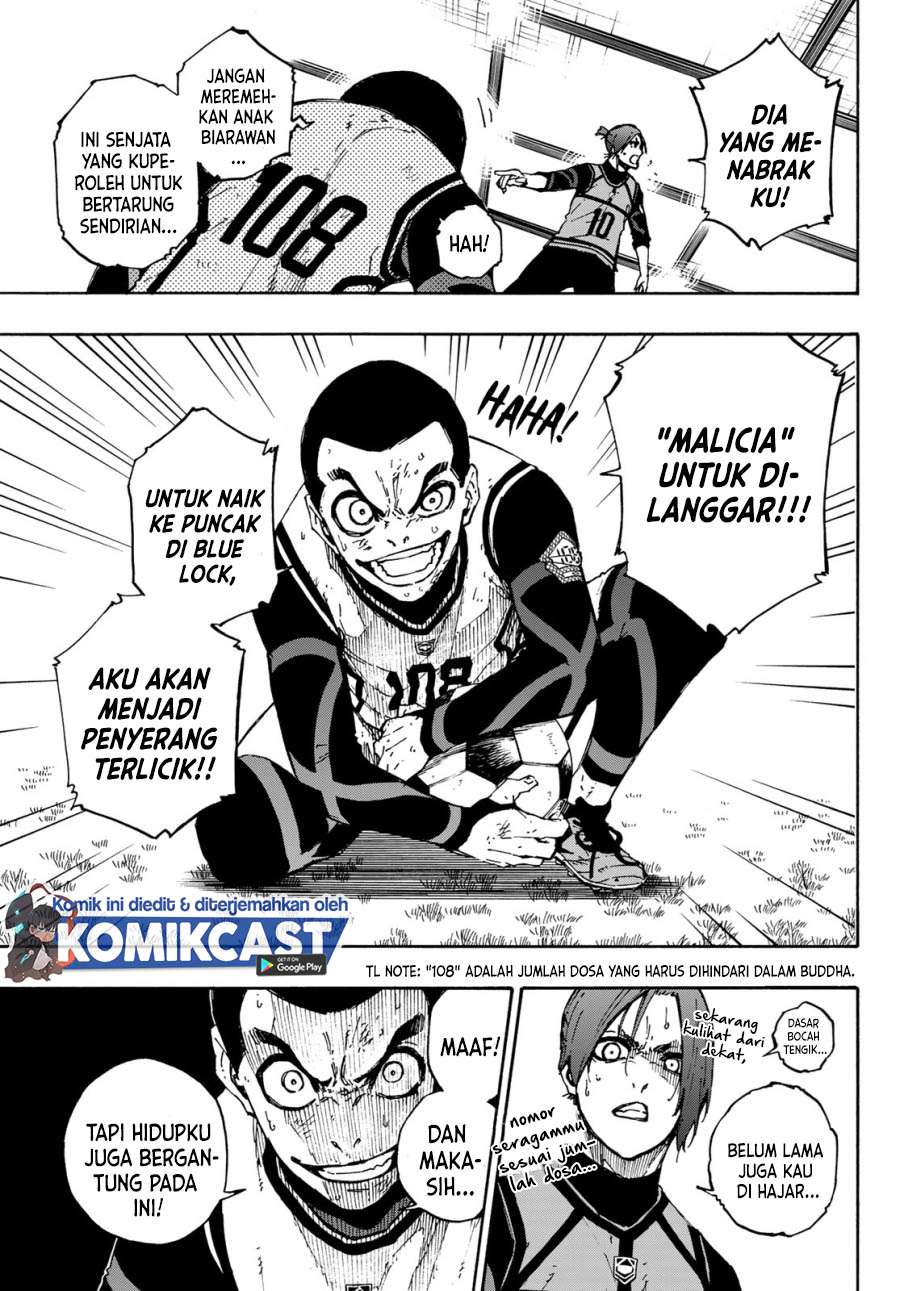 DIA
YANG ME-
NABRAK
KU!
10
JANGAN
MEREMEH-
KAN ANAK
BIARAWAN
...
INI SENJATA
YANG KUPE-
ROLEH UNTUK
BERTARUNG
SENDIRIAN...
108
HAH!
"MALICIA"
UNTUK DI-
LANGGAR!!!
HAHA!
UNTUK NAIK
KE PUNCAK
DI BLUE
LOCK,
AKU AKAN
MENJADI
PENYERANG
TERLICIK!!
108
108
Komik ini diedit & diterjemahkan oleh
KOMIKCAST
GET IT ON
Google Play
TL NOTE: "108" ADALAH JUMLAH DOSA YANG HARUS DIHINDARI DALAM BUDDHA.
DASAR
BOCAH
TENGIK...
sekarang
kulihat dari
dekat,
BELUM LAMA
JUGA KAU
DI HAJAR...
nomor
seragammu
sesuai jum-
lah dosa...
MAAF!
DAN
MAKA-
SIH...
TAPI HIDUPKU
JUGA BERGAN-
TUNG PADA
INI!